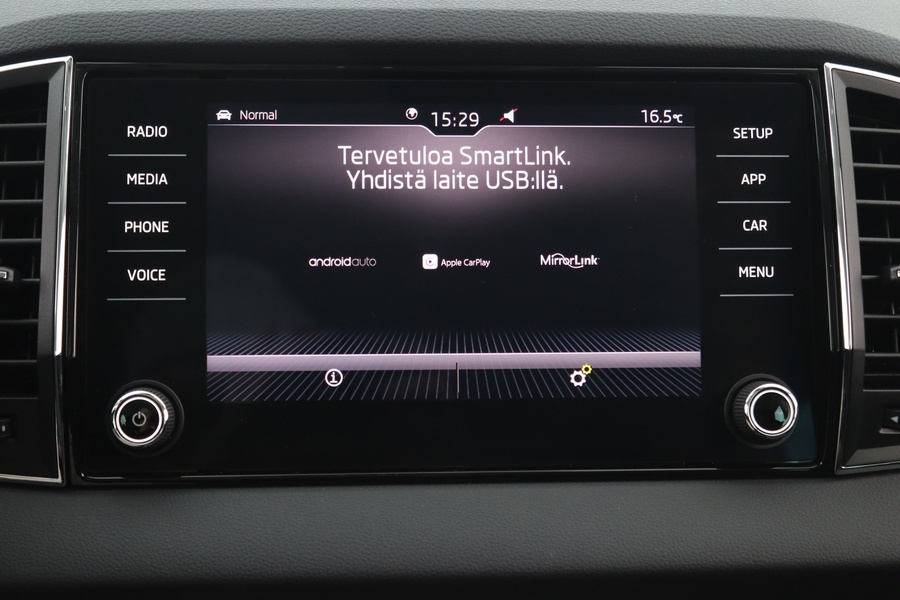 Normal
15:29
16.5°C
RADIO
MEDIA
PHONE
VOICE
Tervetuloa SmartLink.
Yhdistä laite USB:llä.
androidauto
Apple CarPlay
MirrorLink
SETUP
APP
CAR
MENU